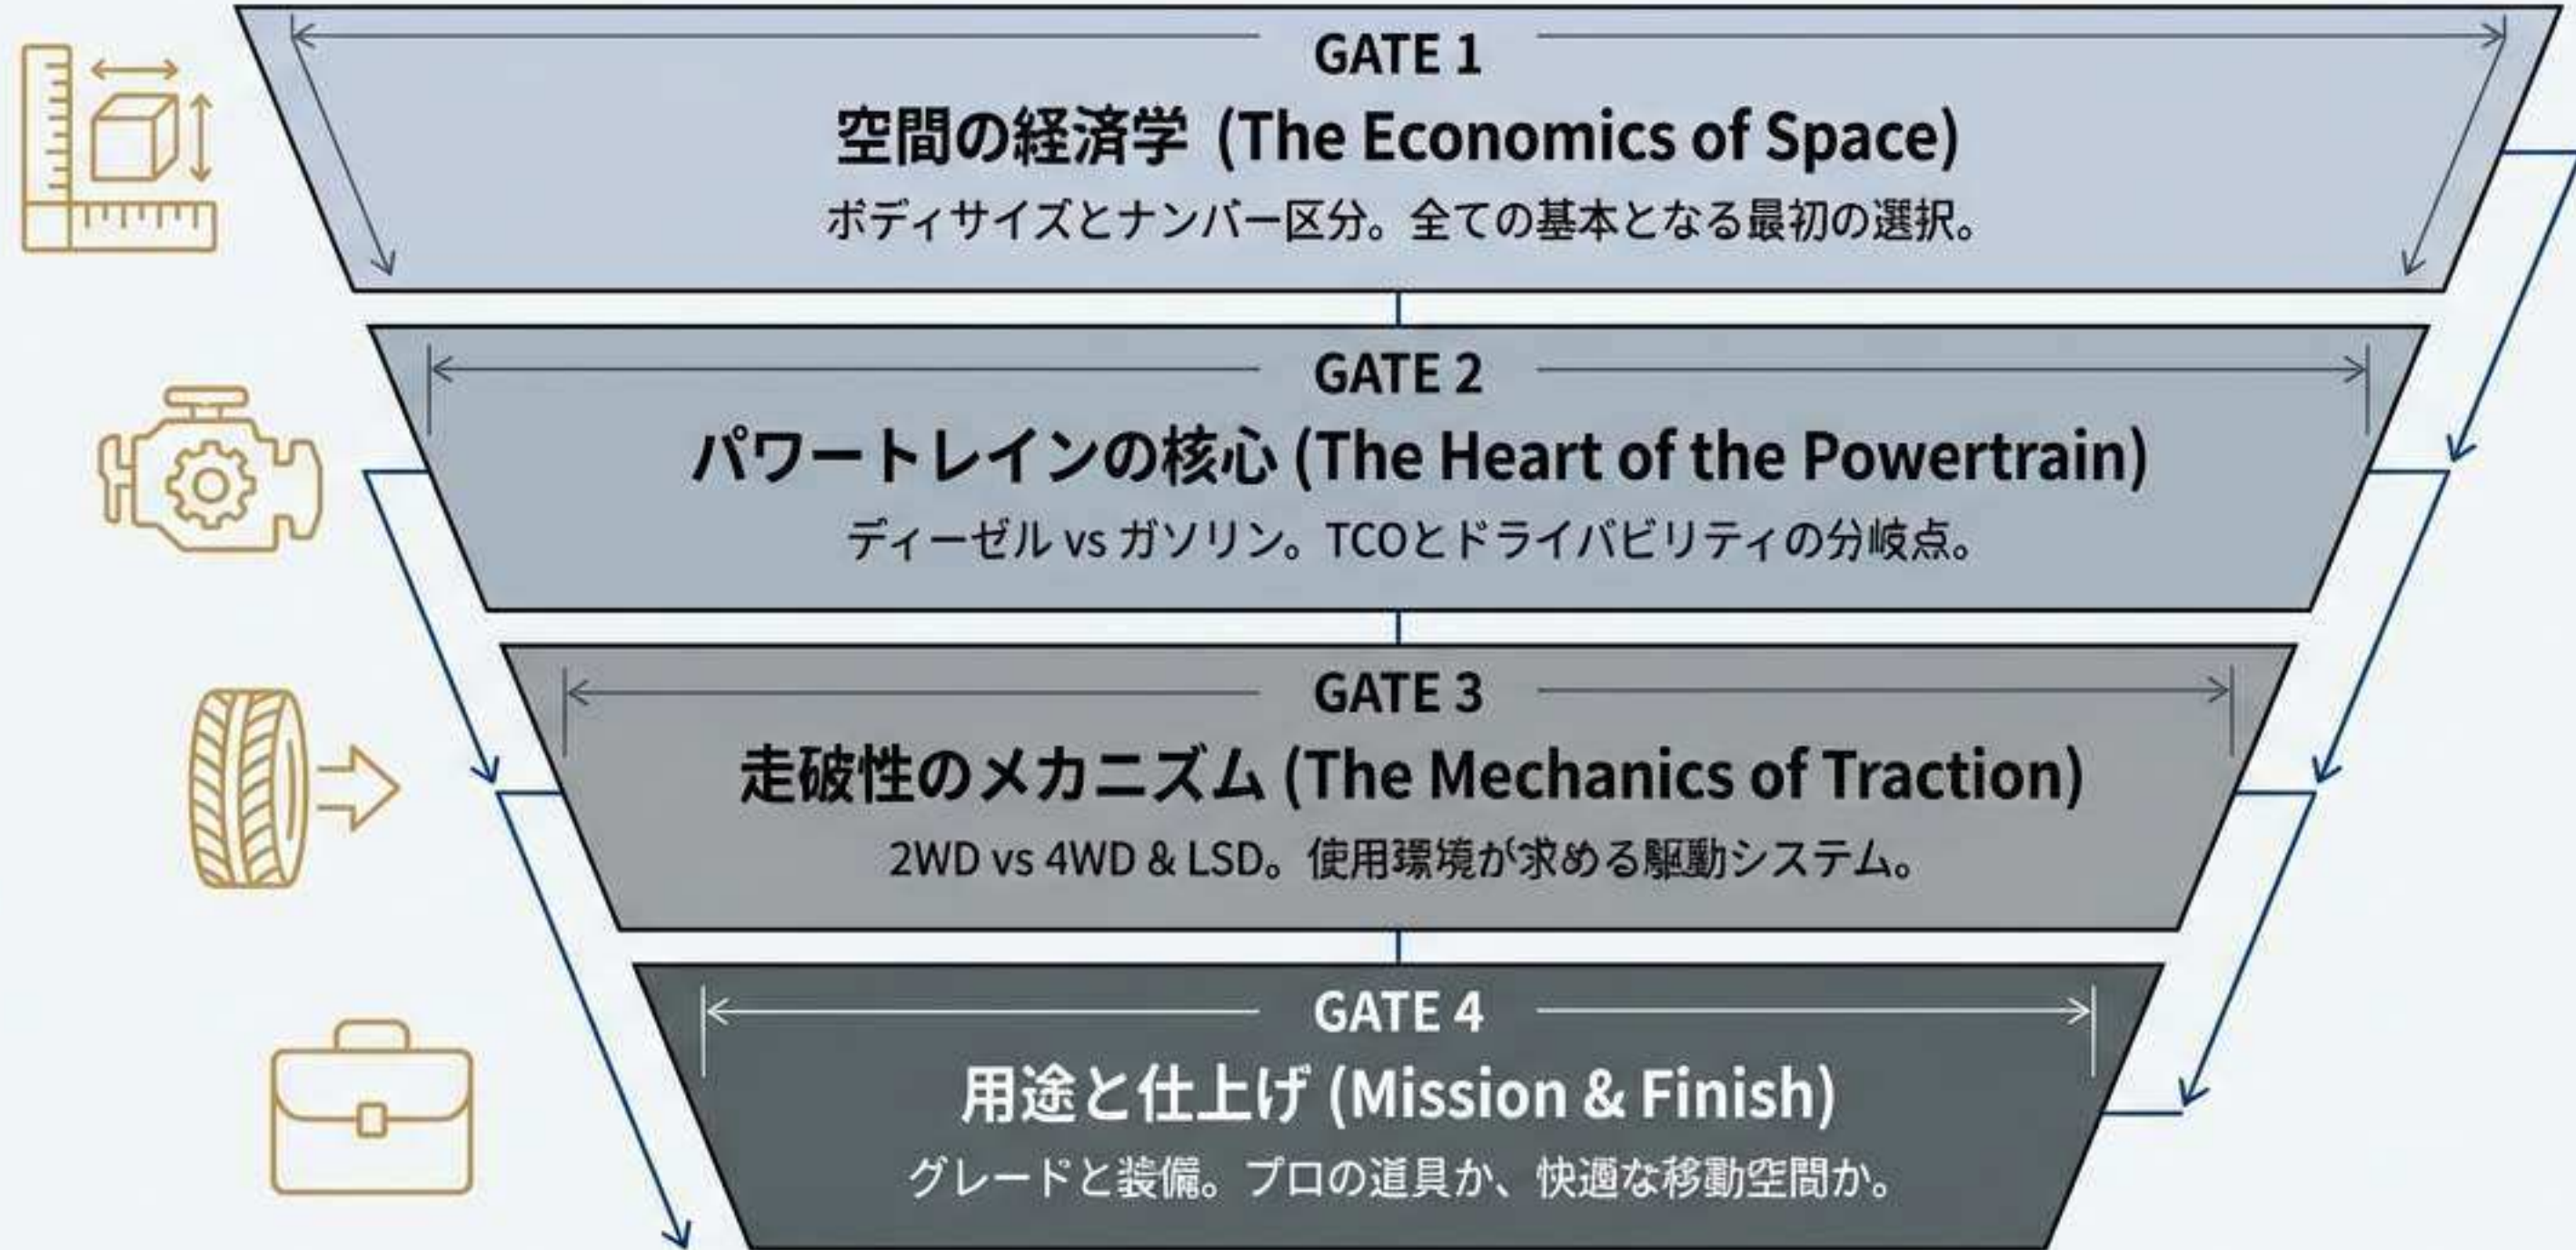 GATE 1
空間の経済学 (The Economics of Space)
ボディサイズとナンバー区分。全ての基本となる最初の選択。
GATE 2
パワートレインの核心 (The Heart of the Powertrain)
ディーゼル vs ガソリン。TCOとドライバビリティの分岐点。
GATE 3
走破性のメカニズム (The Mechanics of Traction)
2WD vs 4WD & LSD。使用環境が求める駆動システム。
GATE 4
用途と仕上げ (Mission & Finish)
グレードと装備。プロの道具か、快適な移動空間か。